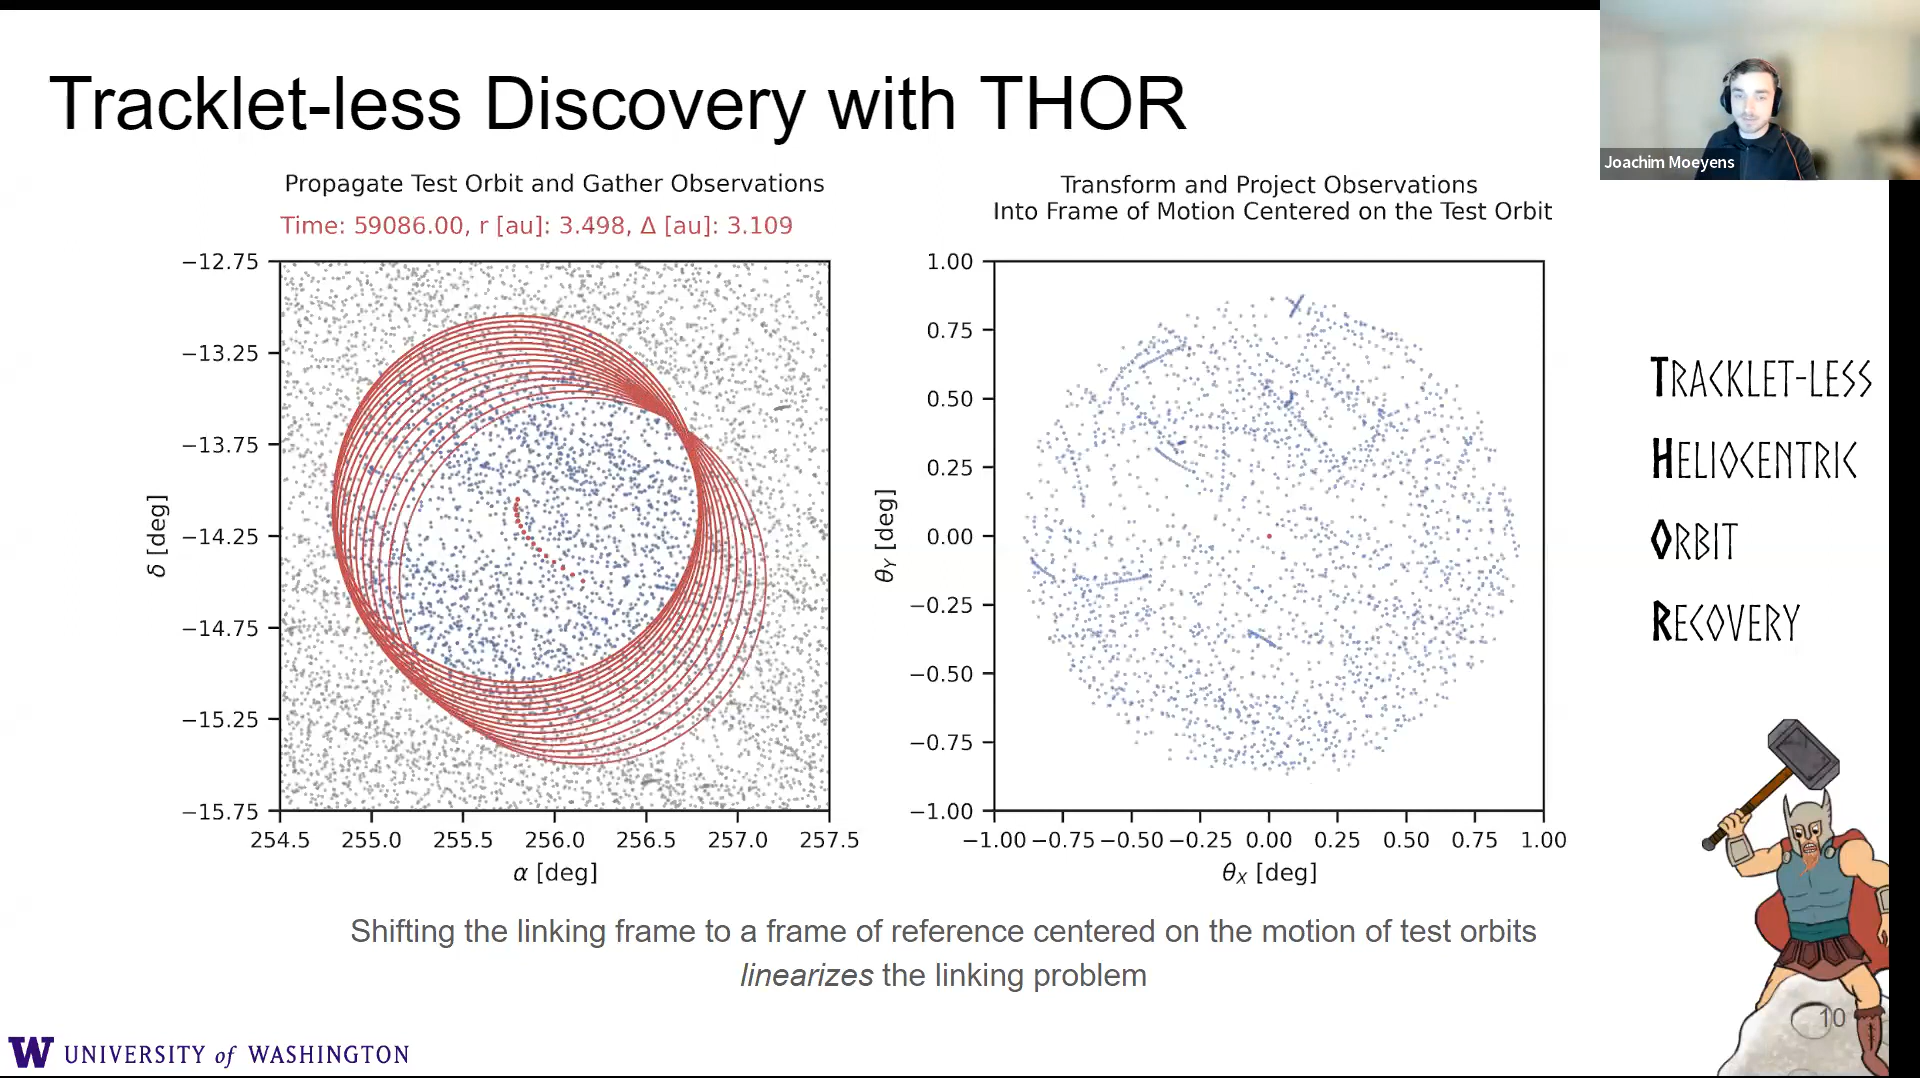 Tracklet-less Discovery with THOR
Joachim Moeyens
Propagate Test Orbit and Gather Observations
Time: 59086.00, r [au]: 3.498, Δ [au]: 3.109
−12.75
−13.25
−13.75
−14.25
−14.75
−15.25
−15.75
δ [deg]
254.5 255.0 255.5 256.0 256.5 257.0 257.5
α [deg]
Transform and Project Observations
Into Frame of Motion Centered on the Test Orbit
1.00
0.75
0.50
0.25
0.00
−0.25
−0.50
−0.75
−1.00
θY [deg]
−1.00 −0.75 −0.50 −0.25 0.00 0.25 0.50 0.75 1.00
θX [deg]
TRACKLET-LESS
HELIOCENTRIC
ORBIT
RECOVERY
Shifting the linking frame to a frame of reference centered on the motion of test orbits
linearizes the linking problem
W UNIVERSITY of WASHINGTON
10